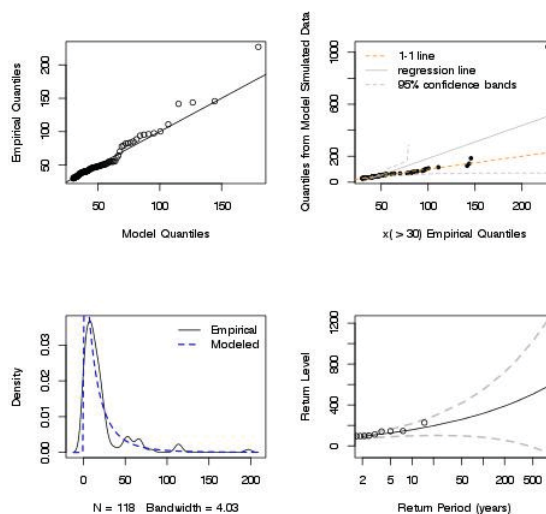 Empirical Quantiles
50
100
150
200
50
100
150
Model Quantiles
Quantiles from Model Simulated Data
0
200
600
1000
1-1 line
regression line
95% confidence bands
50
100
150
200
x( > 30) Empirical Quantiles
Density
0.00
0.01
0.02
0.03
Empirical
Modeled
0
50
100
150
200
N = 118 Bandwidth = 4.03
Return Level
0
400
800
1200
2
5
10
50
200
500
Return Period (years)